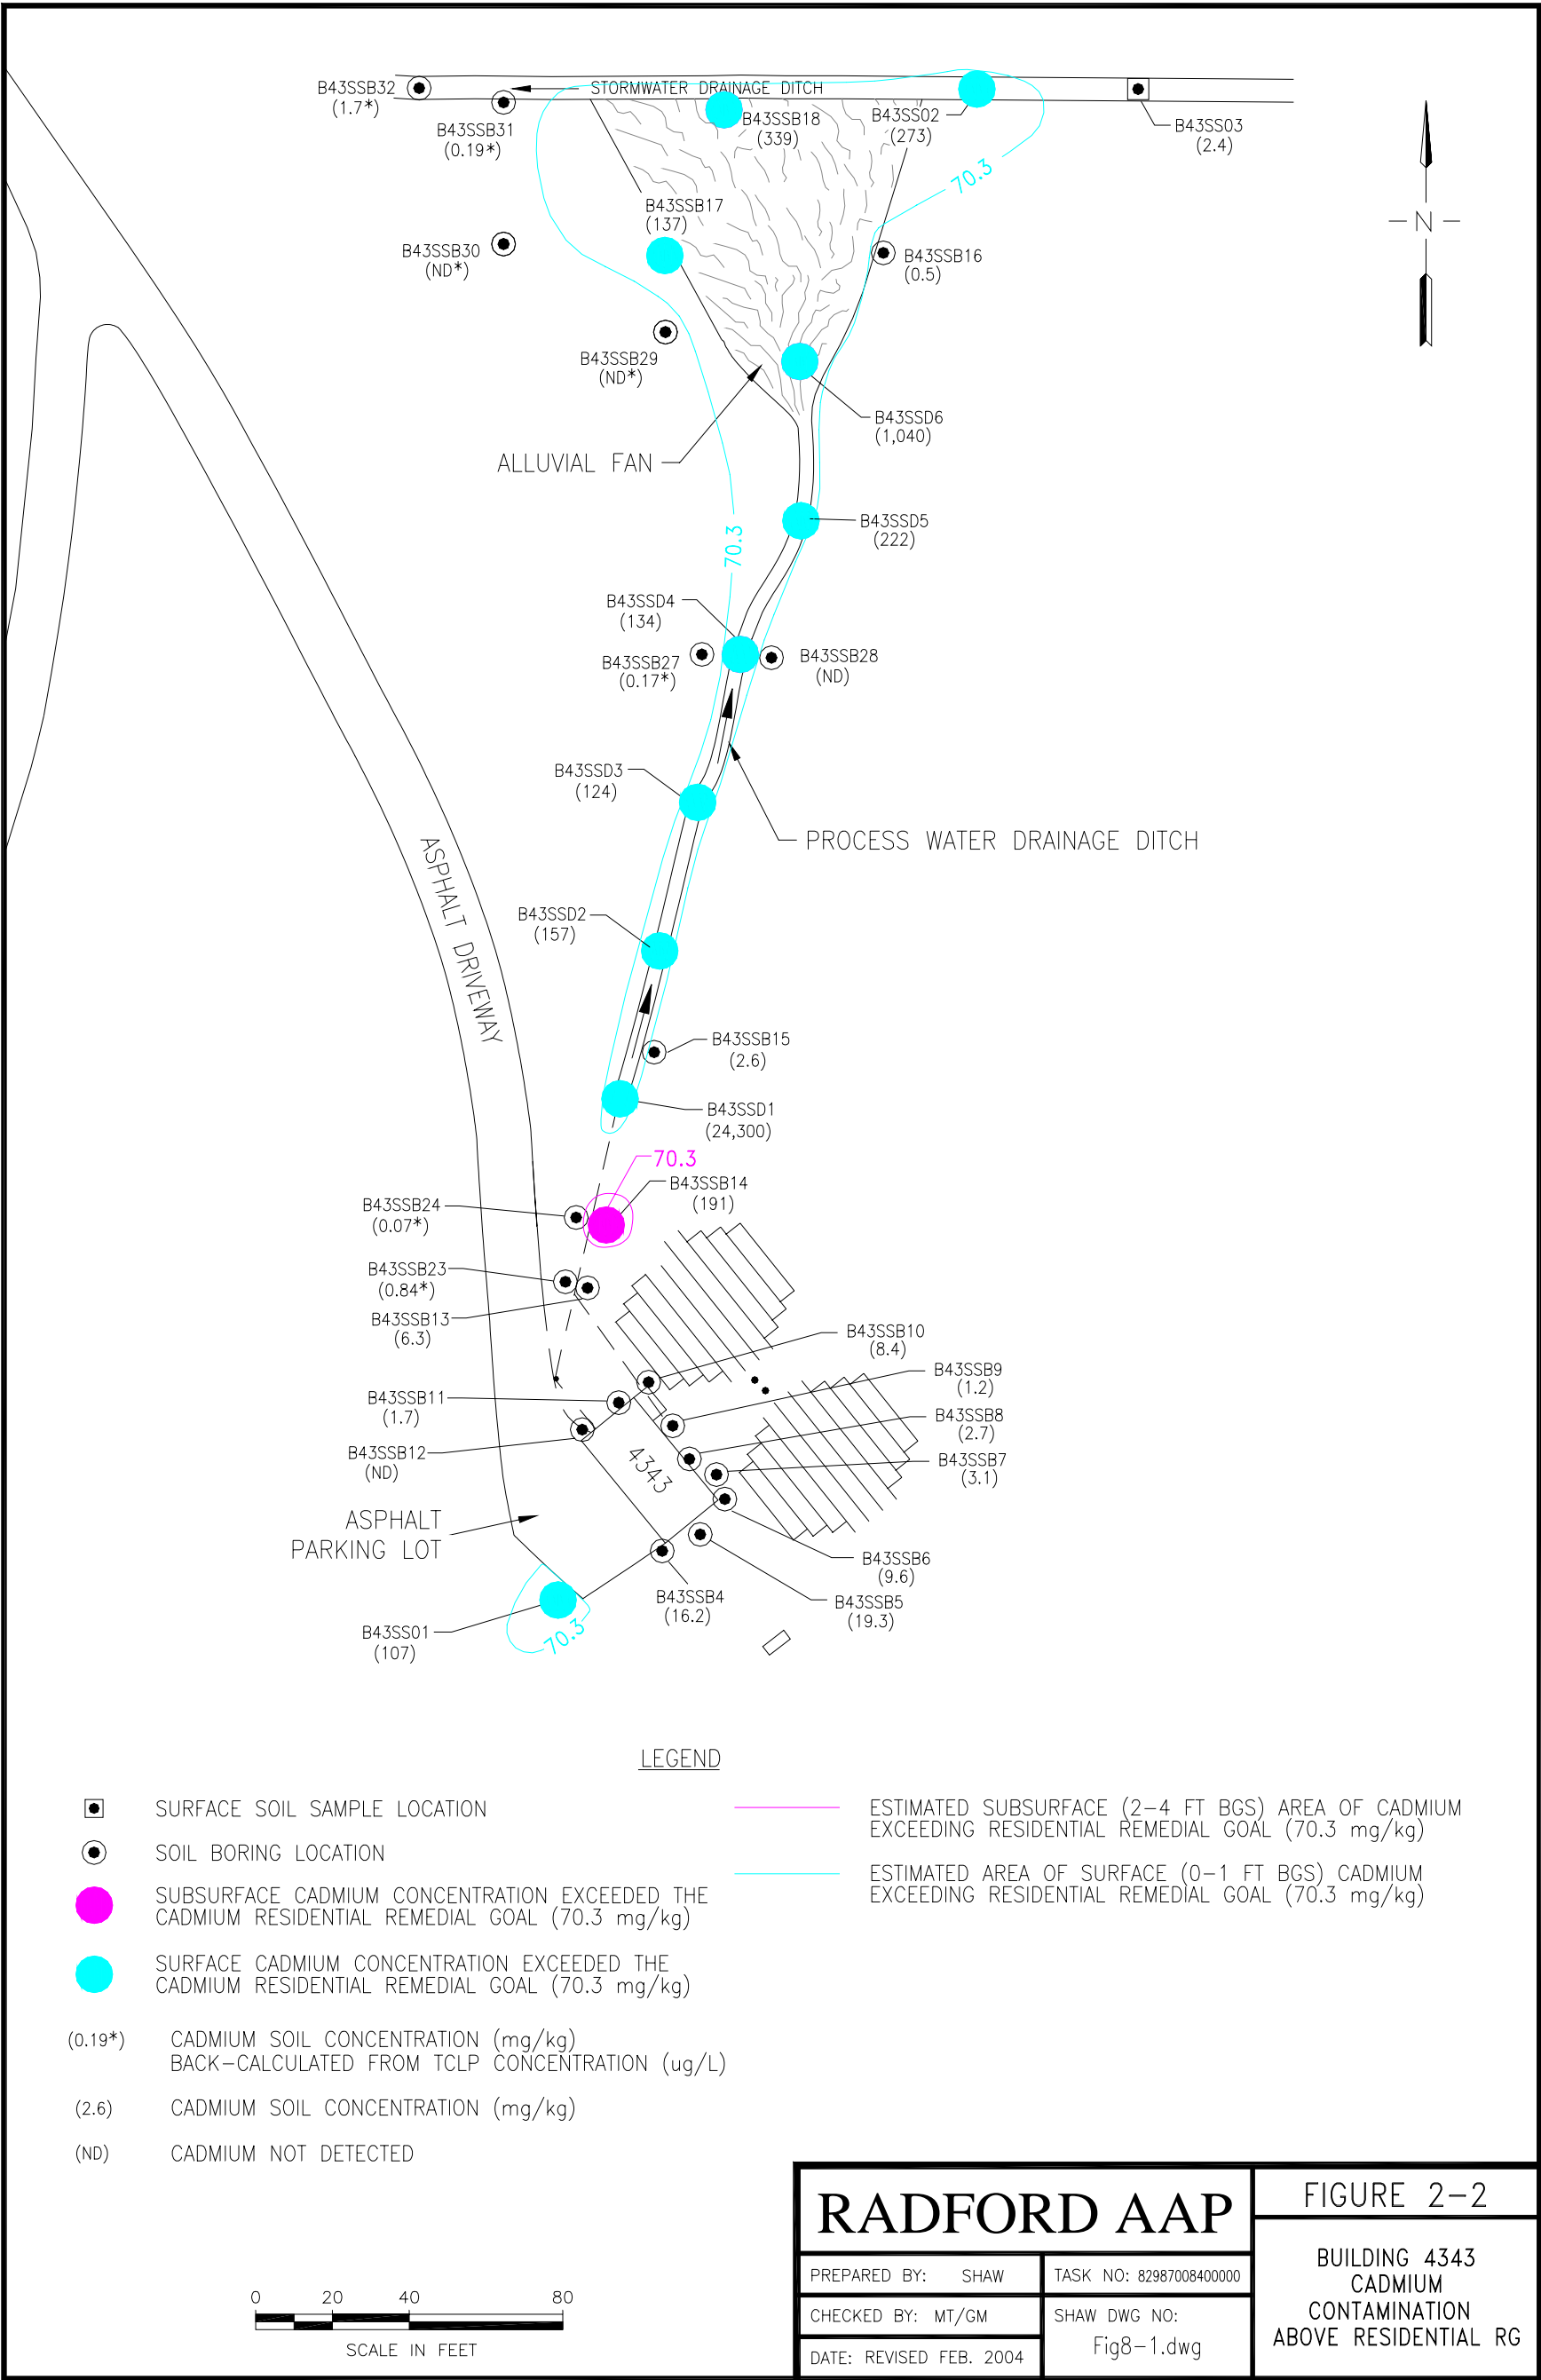 STORMWATER DRAINAGE DITCH
B43SSB32
(1.7*)
B43SSB31
(0.19*)
B43SSB18
(339)
B43SS02
(273)
B43SS03
(2.4)
70.3
N
B43SSB17
(137)
B43SSB30
(ND*)
B43SSB16
(0.5)
B43SSB29
(ND*)
B43SSD6
(1,040)
ALLUVIAL FAN
B43SSD5
(222)
70.3
B43SSD4
(134)
B43SSB27
(0.17*)
B43SSB28
(ND)
B43SSD3
(124)
PROCESS WATER DRAINAGE DITCH
ASPHALT DRIVEWAY
B43SSD2
(157)
B43SSB15
(2.6)
B43SSD1
(24,300)
70.3
B43SSB14
(191)
B43SSB24
(0.07*)
B43SSB23
(0.84*)
B43SSB13
(6.3)
B43SSB10
(8.4)
B43SSB9
(1.2)
B43SSB11
(1.7)
B43SSB8
(2.7)
B43SSB12
(ND)
B43SSB7
(3.1)
4343
ASPHALT
PARKING LOT
B43SSB6
(9.6)
B43SSB4
(16.2)
B43SSB5
(19.3)
B43SS01
(107)
70.3
LEGEND
SURFACE SOIL SAMPLE LOCATION
SOIL BORING LOCATION
SUBSURFACE CADMIUM CONCENTRATION EXCEEDED THE
CADMIUM RESIDENTIAL REMEDIAL GOAL (70.3 mg/kg)
SURFACE CADMIUM CONCENTRATION EXCEEDED THE
CADMIUM RESIDENTIAL REMEDIAL GOAL (70.3 mg/kg)
(0.19*) CADMIUM SOIL CONCENTRATION (mg/kg)
BACK-CALCULATED FROM TCLP CONCENTRATION (ug/L)
(2.6) CADMIUM SOIL CONCENTRATION (mg/kg)
(ND) CADMIUM NOT DETECTED
ESTIMATED SUBSURFACE (2-4 FT BGS) AREA OF CADMIUM
EXCEEDING RESIDENTIAL REMEDIAL GOAL (70.3 mg/kg)
ESTIMATED AREA OF SURFACE (0-1 FT BGS) CADMIUM
EXCEEDING RESIDENTIAL REMEDIAL GOAL (70.3 mg/kg)
0 20 40 80
SCALE IN FEET
RADFORD AAP
PREPARED BY: SHAW
TASK NO: 82987008400000
CHECKED BY: MT/GM
SHAW DWG NO:
Fig8-1.dwg
DATE: REVISED FEB. 2004
FIGURE 2-2
BUILDING 4343
CADMIUM
CONTAMINATION
ABOVE RESIDENTIAL RG